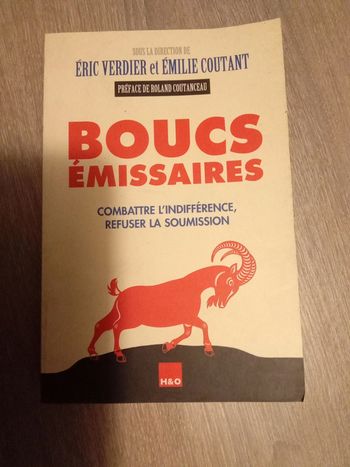 SOUS LA DIRECTION DE
ÉRIC VERDIER et ÉMILIE COUTANT
PRÉFACE DE ROLAND COUTANCEAU
BOUCS
ÉMISSAIRES
COMBATTRE L'INDIFFÉRENCE,
REFUSER LA SOUMISSION
H&O